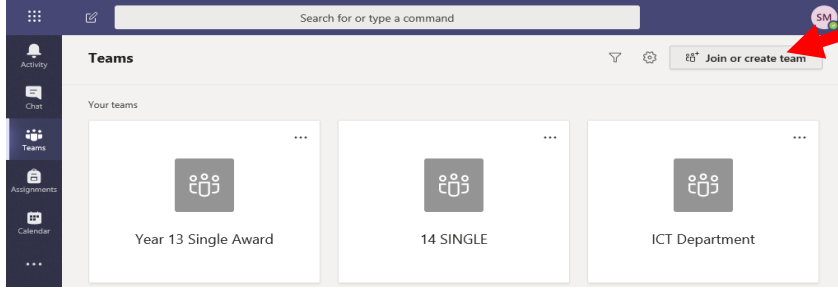 Search for or type a command
SM
Activity
Chat
Teams
Assignments
Calendar
Teams
Join or create team
Your teams
Year 13 Single Award
14 SINGLE
ICT Department